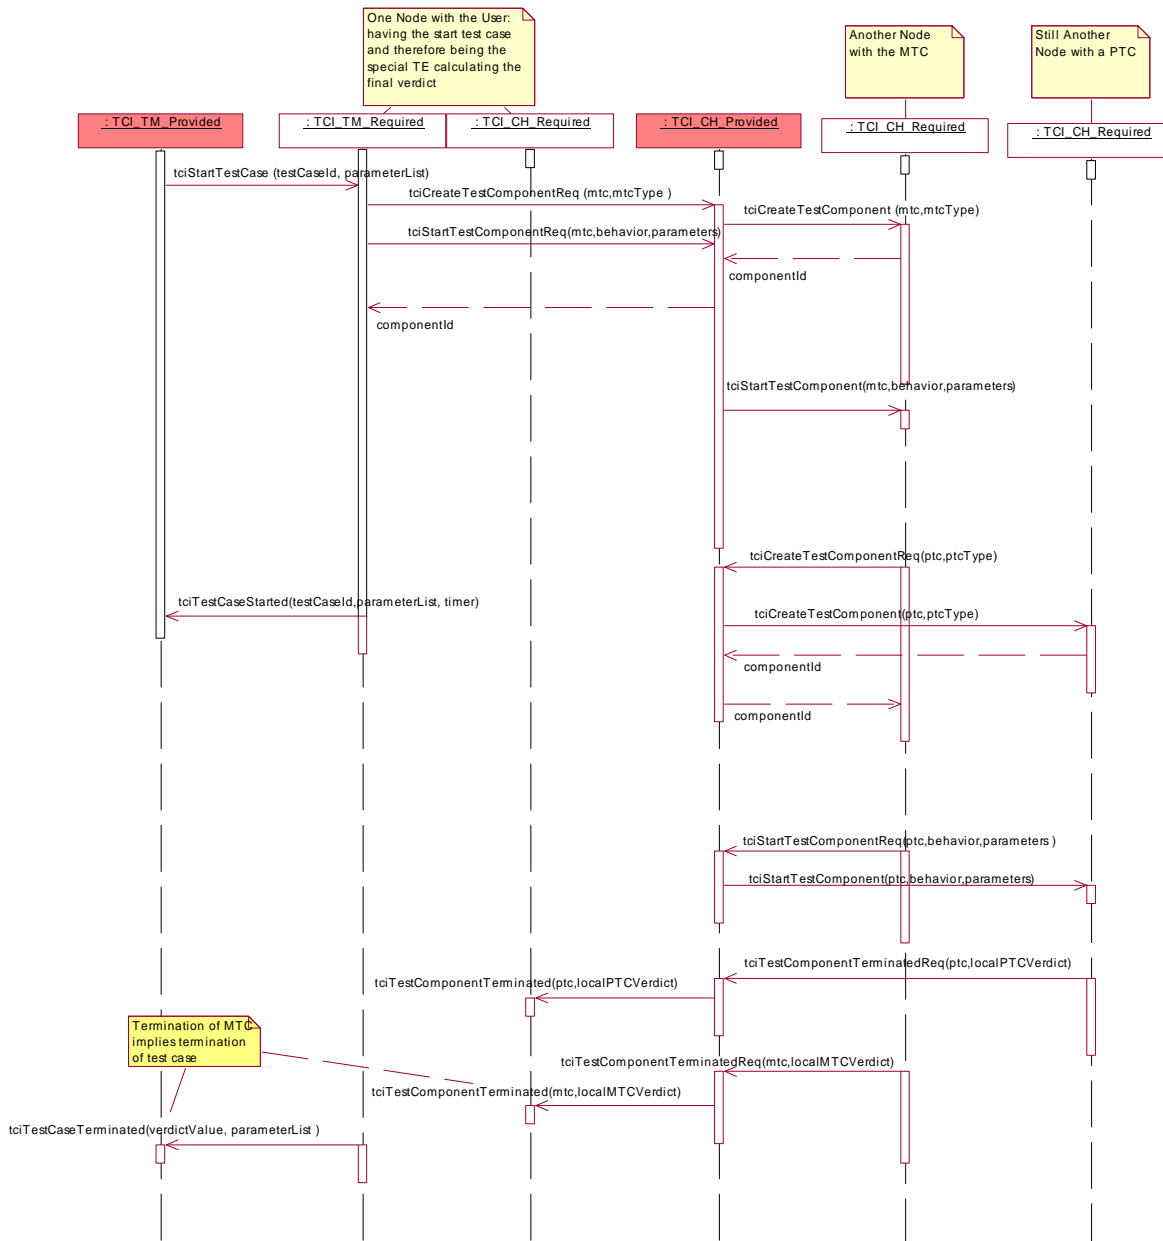 One Node with the User:
having the start test case
and therefore being the
special TE calculating the
final verdict
Another Node
with the MTC
Still Another
Node with a PTC
: TCI_TM_Provided
: TCI_TM_Required
: TCI_CH_Required
: TCI_CH_Provided
: TCI_CH_Required
: TCI_CH_Required
tciStartTestCase (testCaseId, parameterList)
tciCreateTestComponentReq (mtc,mtcType )
tciCreateTestComponent (mtc,mtcType)
tciStartTestComponentReq(mtc,behavior,parameters)
componentId
componentId
tciStartTestComponent(mtc,behavior,parameters)
tciCreateTestComponentReq(ptc,ptcType)
tciTestCaseStarted(testCaseId,parameterList, timer)
tciCreateTestComponent(ptc,ptcType)
componentId
componentId
tciStartTestComponentReq(ptc,behavior,parameters )
tciStartTestComponent(ptc,behavior,parameters)
tciTestComponentTerminatedReq(ptc,localPTCVerdict)
tciTestComponentTerminated(ptc,localPTCVerdict)
Termination of MTC
implies termination
of test case
tciTestComponentTerminatedReq(mtc,localMTCVerdict)
tciTestComponentTerminated(mtc,localMTCVerdict)
tciTestCaseTerminated(verdictValue, parameterList )